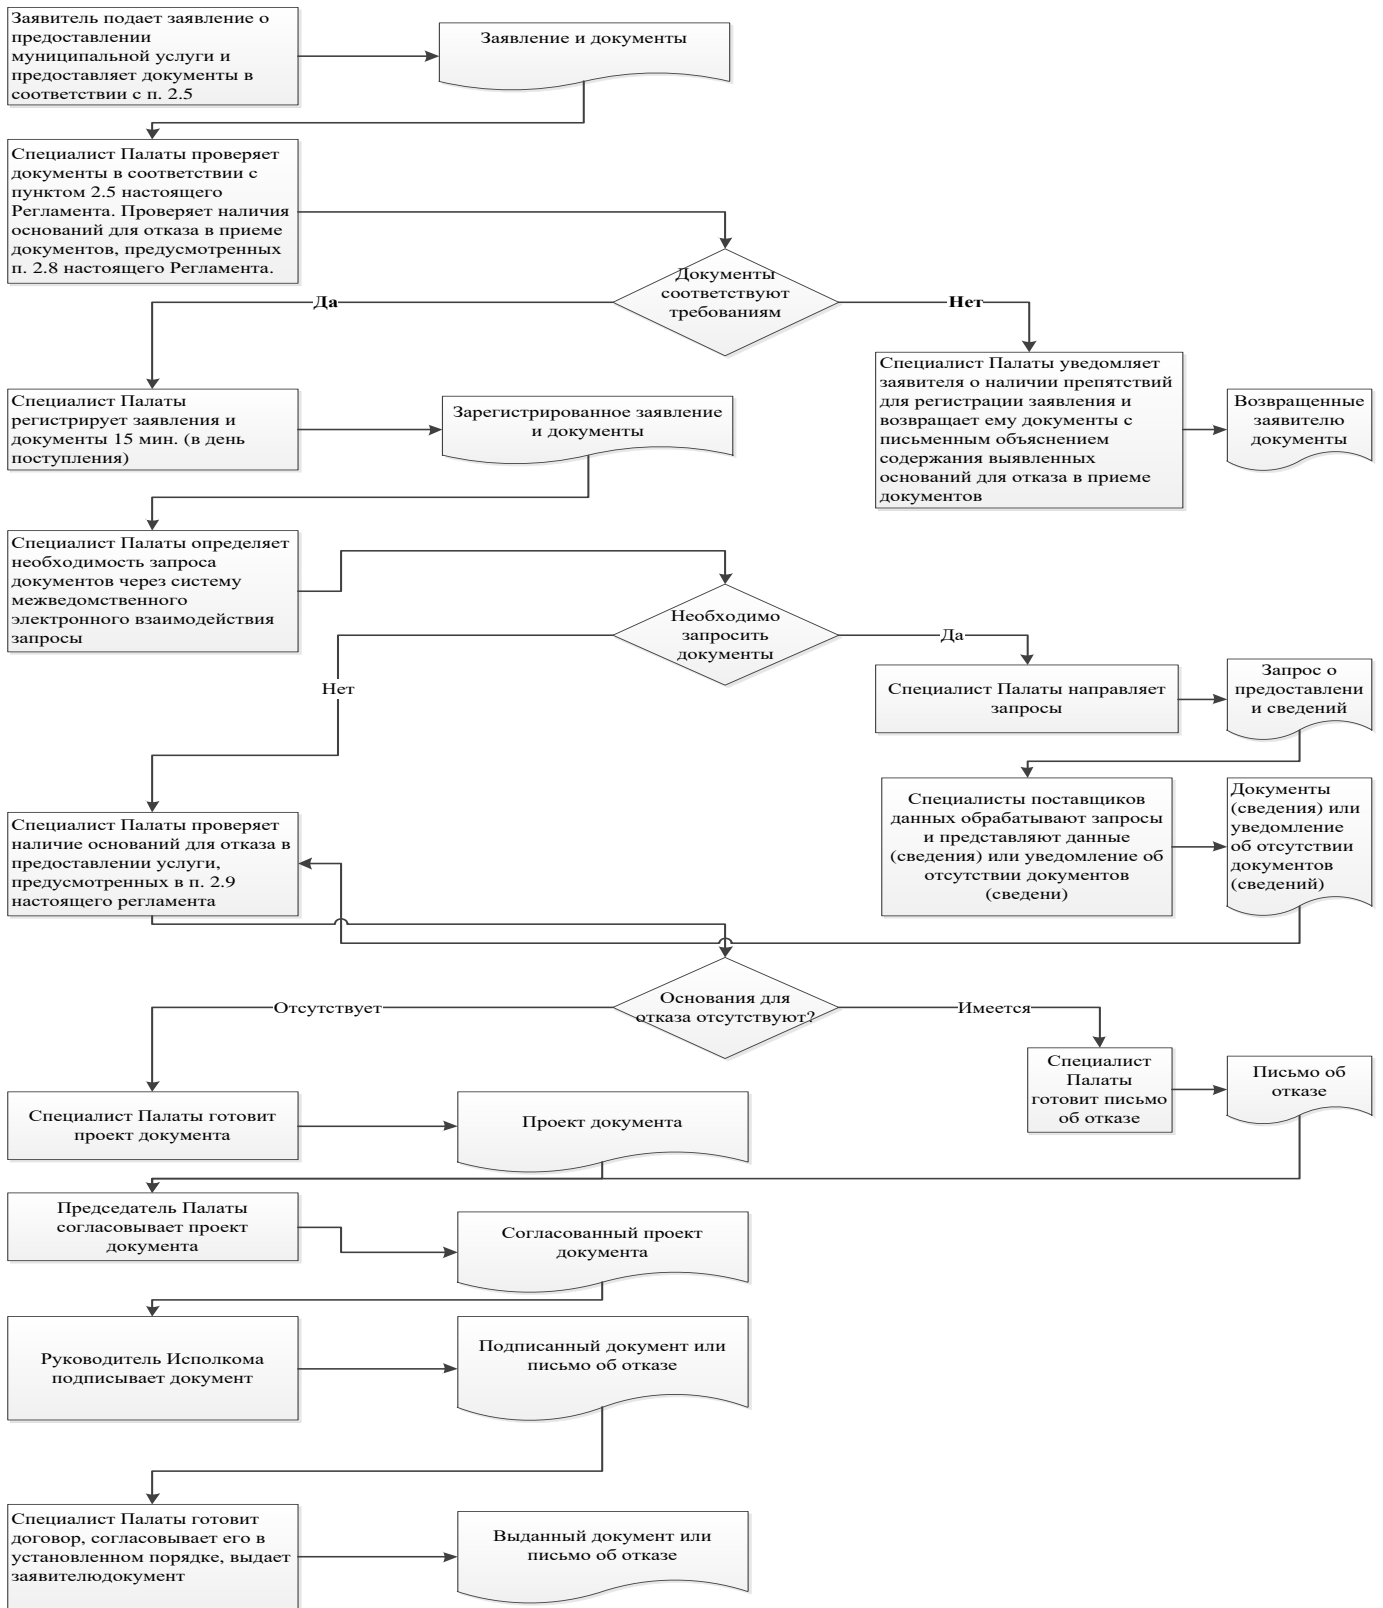 Заявитель подает заявление о
предоставлении
муниципальной услуги и
предоставляет документы в
соответствии с п. 2.5
Заявление и документы
Специалист Палаты проверяет
документы в соответствии с
пунктом 2.5 настоящего
Регламента. Проверяет наличия
оснований для отказа в приеме
документов, предусмотренных
п. 2.8 настоящего Регламента.
Документы
соответствуют
требованиям
Да
Нет
Специалист Палаты
регистрирует заявления и
документы 15 мин. (в день
поступления)
Зарегистрированное заявление
и документы
Специалист Палаты уведомляет
заявителя о наличии препятствий
для регистрации заявления и
возвращает ему документы с
письменным объяснением
содержания выявленных
оснований для отказа в приеме
документов
Возвращенные
заявителю
документы
Специалист Палаты определяет
необходимость запроса
документов через систему
межведомственного
электронного взаимодействия
запросы
Необходимо
запросить
документы
Да
Нет
Специалист Палаты направляет
запросы
Запрос о
предоставлени
и сведений
Специалисты поставщиков
данных обрабатывают запросы
и представляют данные
(сведения) или уведомление об
отсутствии документов
(сведени)
Документы
(сведения) или
уведомление
об отсутствии
документов
(сведений)
Специалист Палаты проверяет
наличие оснований для отказа в
предоставлении услуги,
предусмотренных в п. 2.9
настоящего регламента
Основания для
отказа отсутствуют?
Отсутствует
Имеется
Специалист
Палаты
готовит письмо
об отказе
Письмо об
отказе
Специалист Палаты готовит
проект документа
Проект документа
Председатель Палаты
согласовывает проект
документа
Согласованный проект
документа
Руководитель Исполкома
подписывает документ
Подписанный документ или
письмо об отказе
Специалист Палаты готовит
договор, согласовывает его в
установленном порядке, выдает
заявителюдокумент
Выданный документ или
письмо об отказе